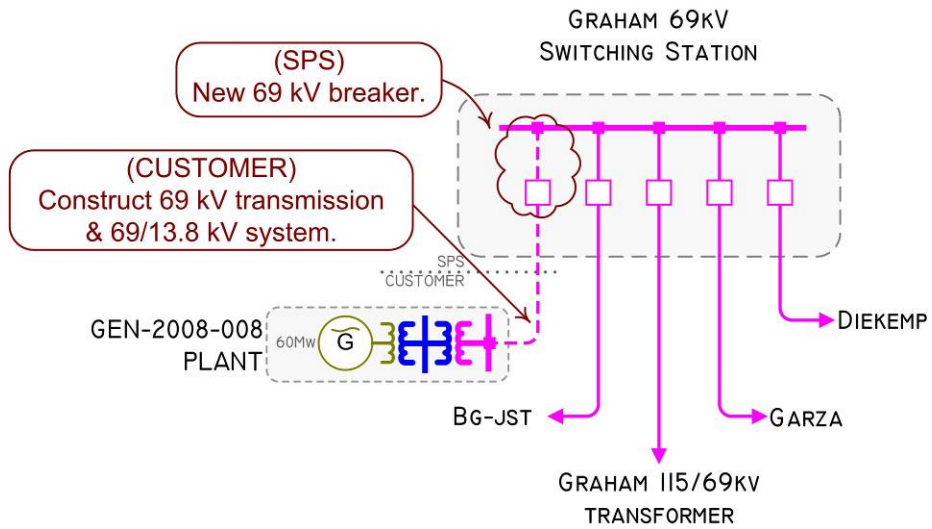 GRAHAM 69KV
SWITCHING STATION
(SPS)
New 69 kV breaker.
(CUSTOMER)
Construct 69 kV transmission
& 69/13.8 kV system.
SPS
CUSTOMER
GEN-2008-008
PLANT
60MW
G
DIEKEMP
BG-JST
GARZA
GRAHAM 115/69KV
TRANSFORMER